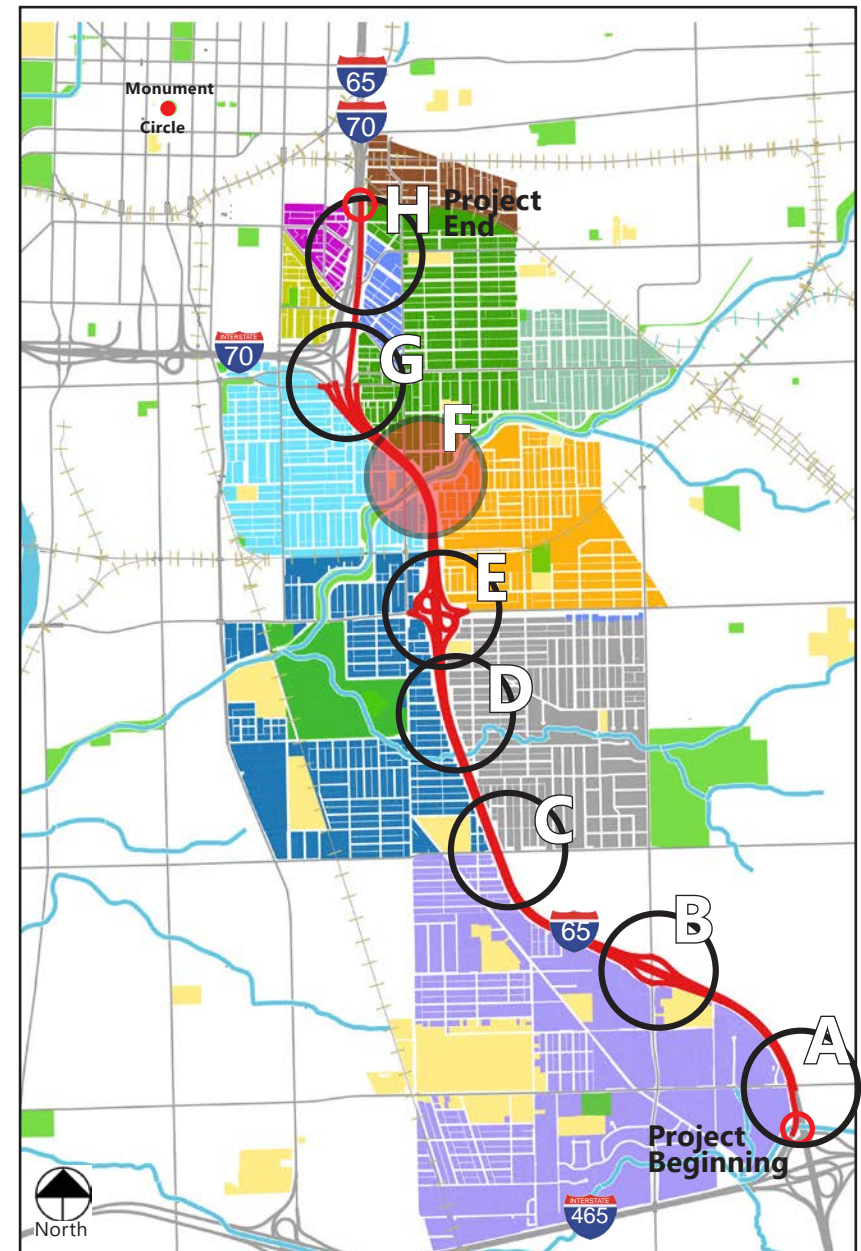 65
Monument
Circle
70
H
Project
End
INTERSTATE
70
G
F
E
D
C
B
65
A
Project
Beginning
North
INTERSTATE
465